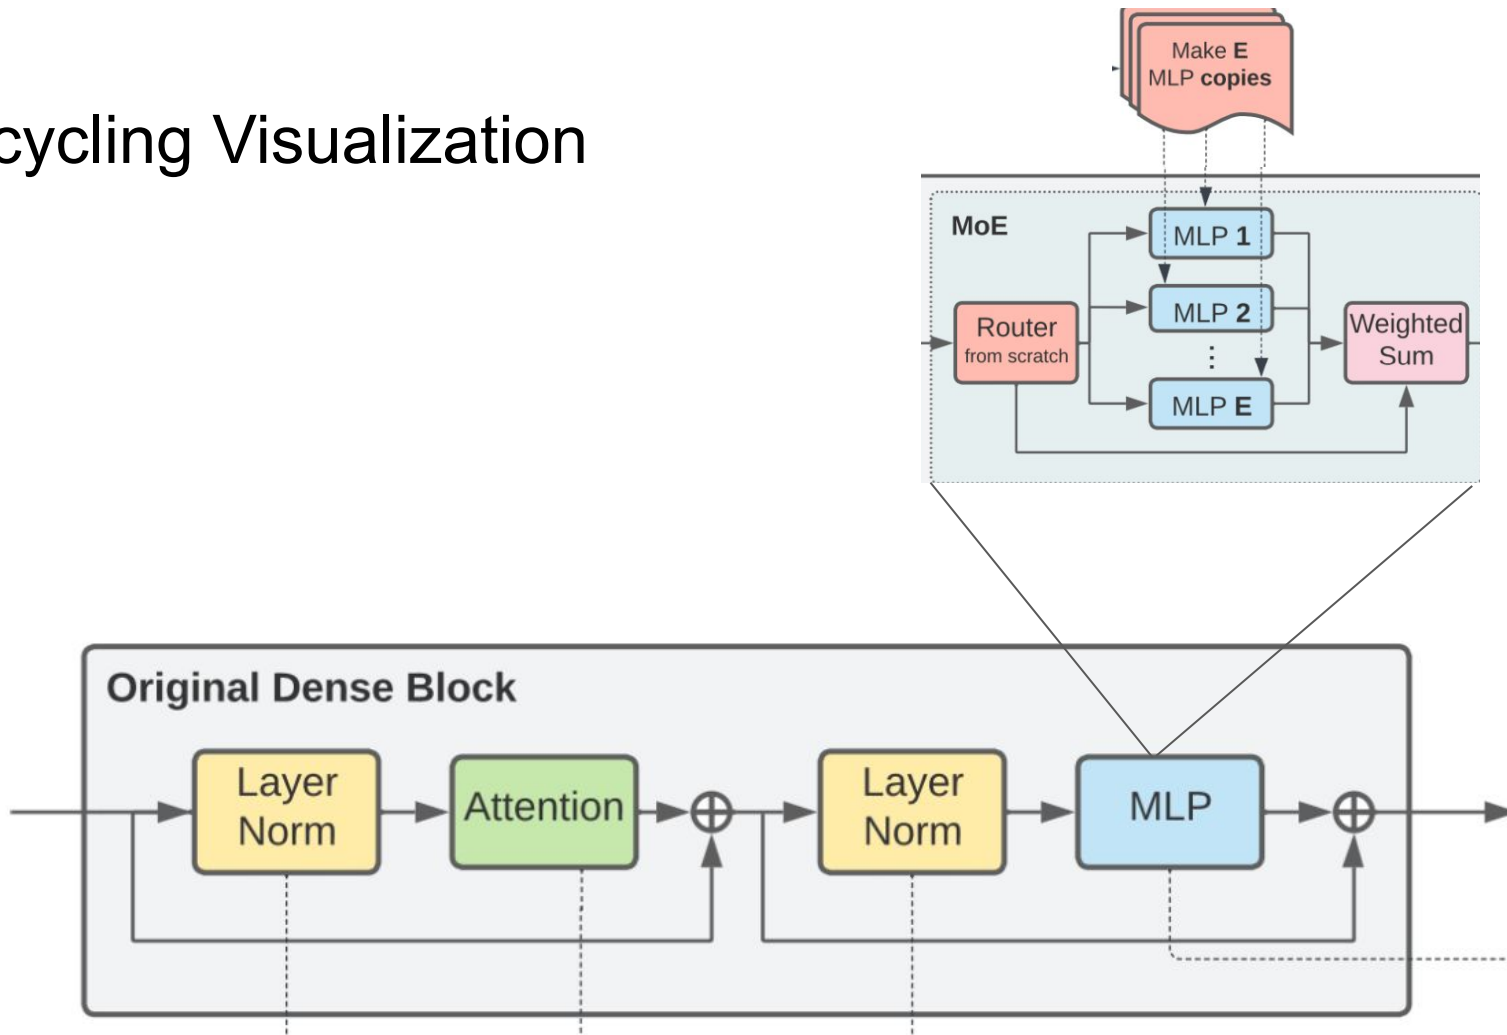 cycling Visualization
Make E
MLP copies
MoE
MLP 1
Router
from scratch
MLP 2
⋮
MLP E
Weighted
Sum
Original Dense Block
Layer
Norm
Attention
Layer
Norm
MLP